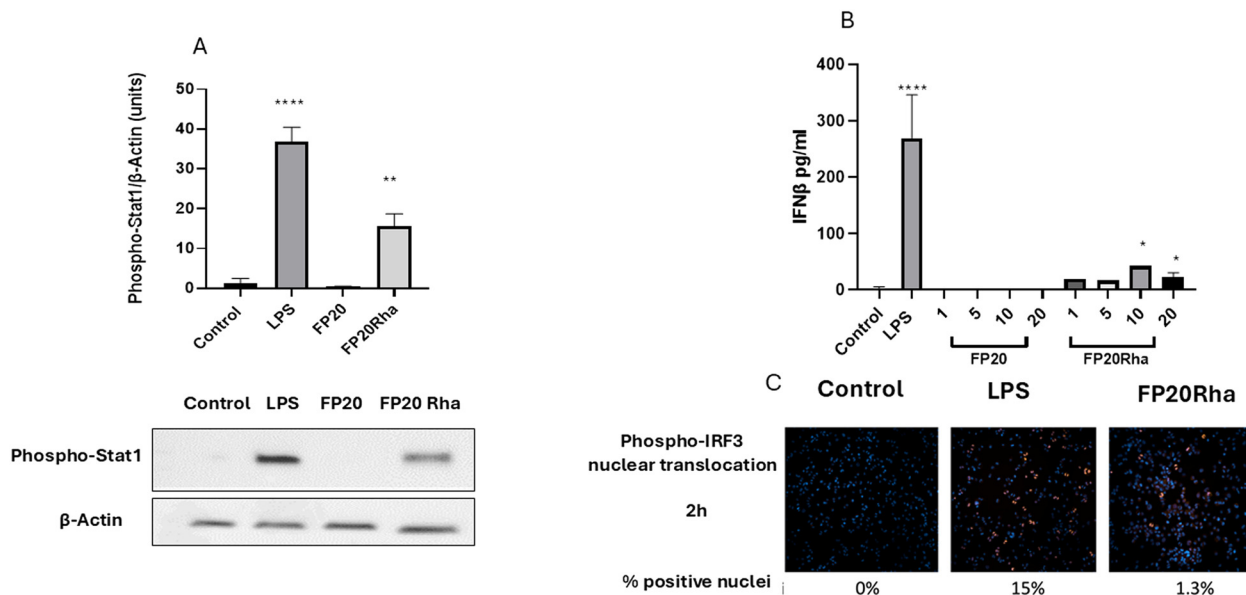 A
Phospho-Stat1/β-Actin (units)
50
40
30
20
10
0
****
**
Control
LPS
FP20
FP20Rha
Control LPS FP20 FP20 Rha
Phospho-Stat1
β-Actin
B
IFNβ pg/ml
400
300
200
100
0
****
*
*
Control
LPS
1
5
10
20
1
5
10
20
FP20
FP20Rha
C
Control LPS FP20Rha
Phospho-IRF3
nuclear translocation
2h
% positive nuclei 0% 15% 1.3%